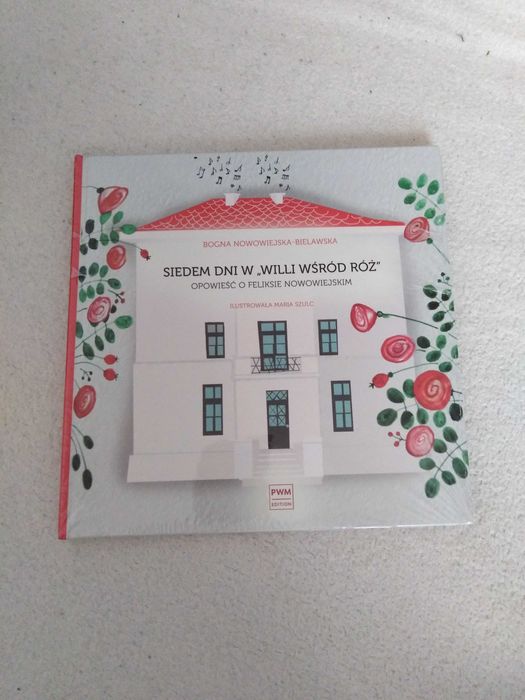 BOGNA NOWOWIEJSKA-BIELAWSKA
SIEDEM DNI W „WILLI WŚRÓD RÓŻ”
OPOWIEŚĆ O FELIKSIE NOWOWIEJSKIM
ILUSTROWAŁA MARIA SZULC
PWM
EDITION